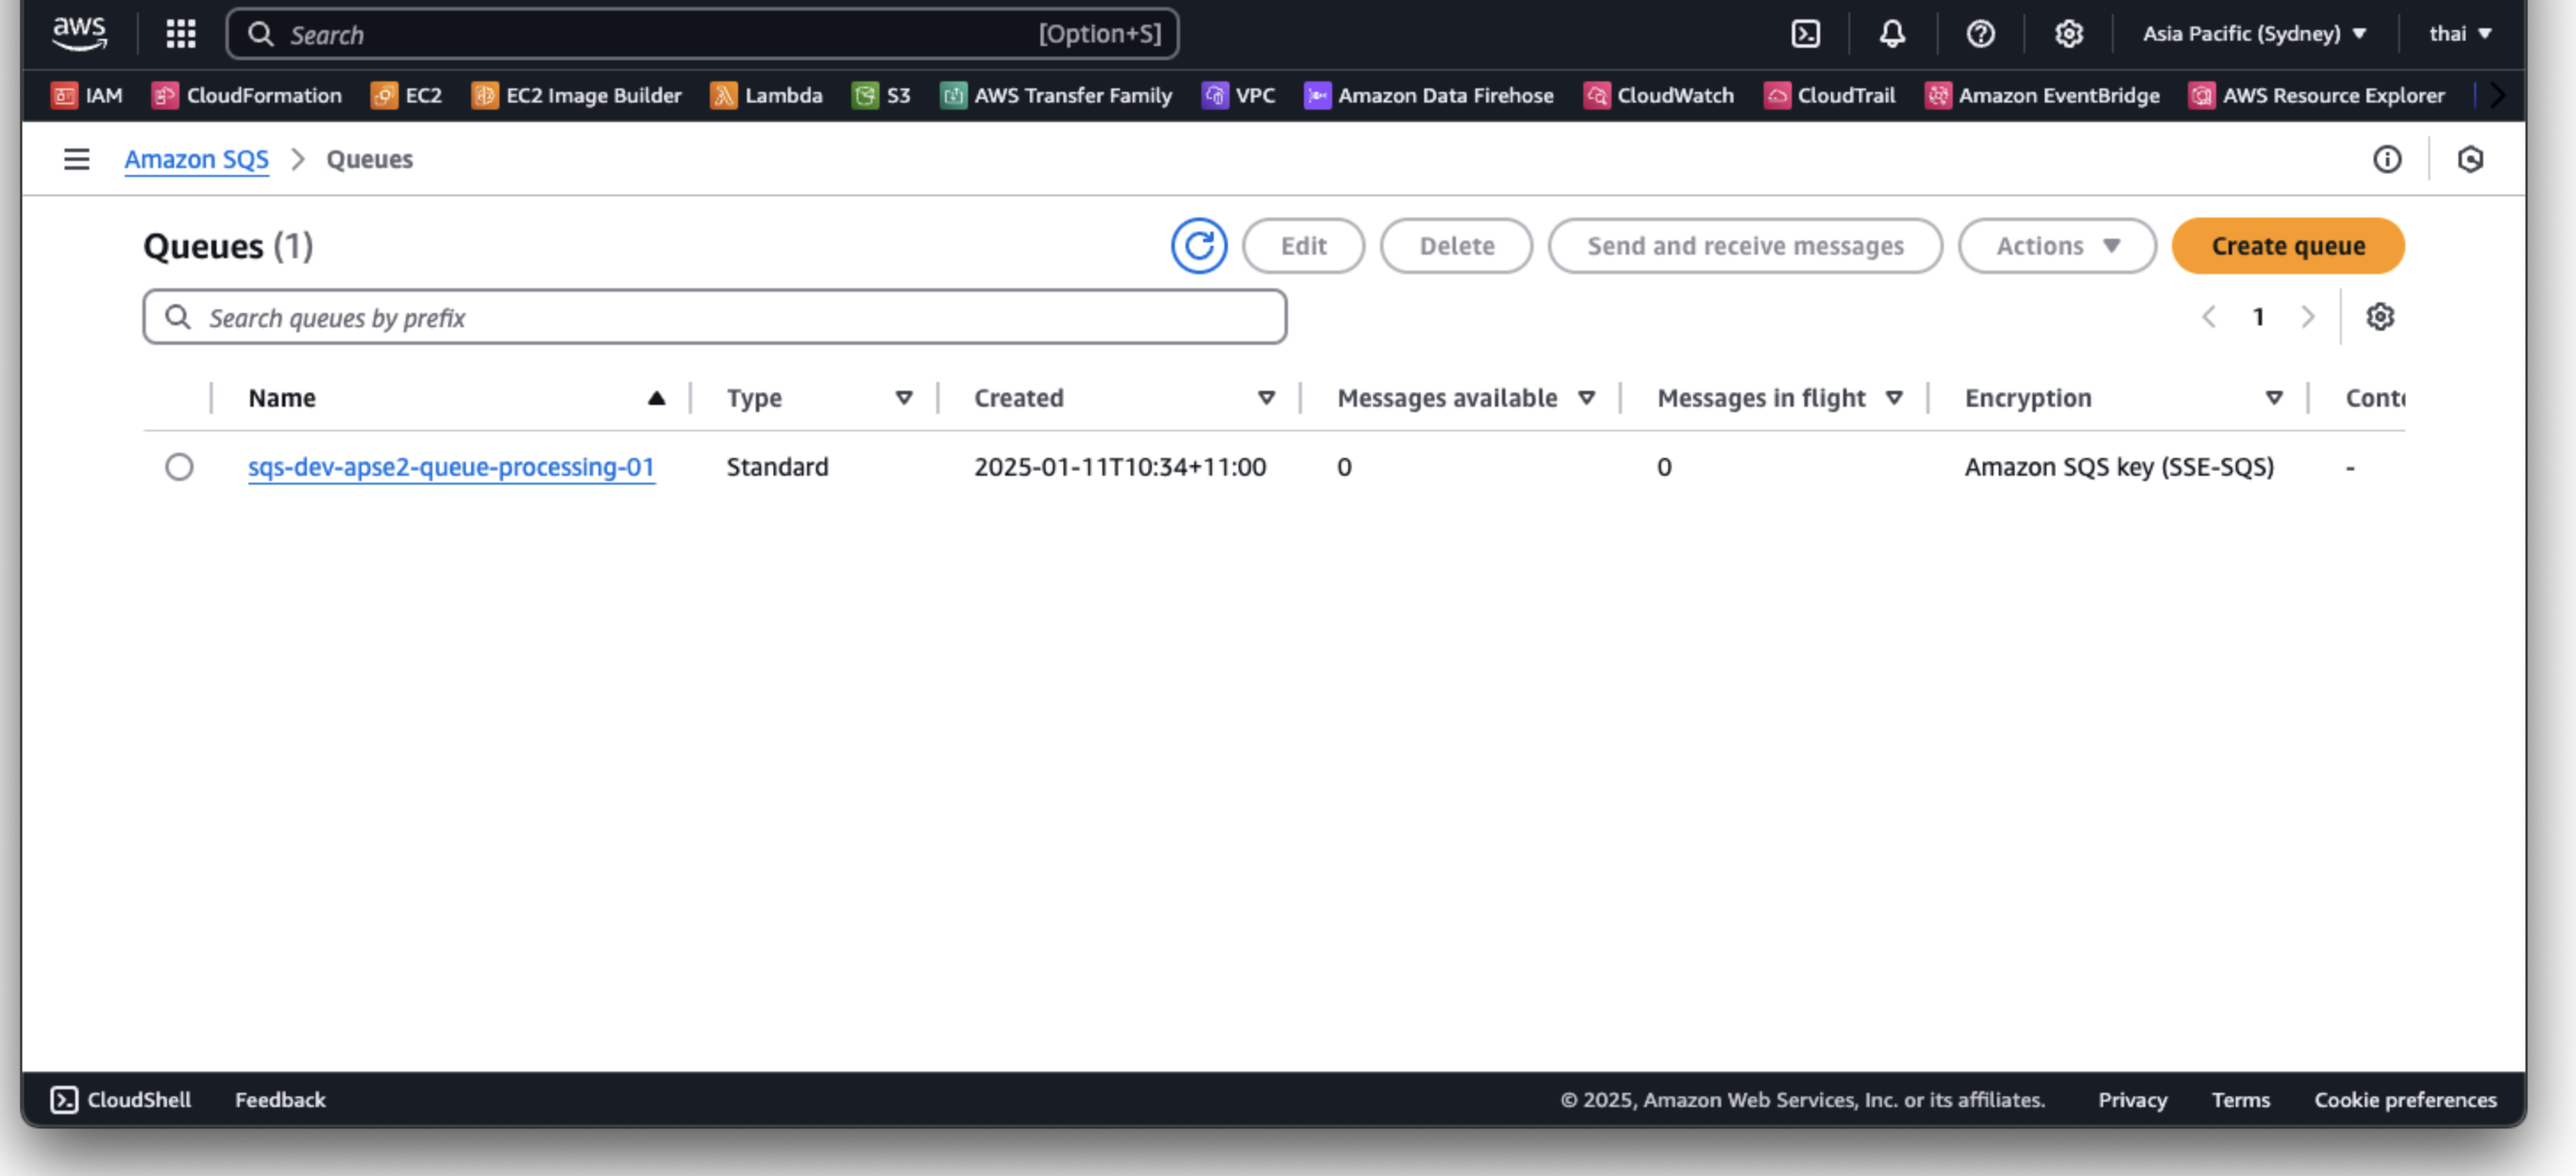 aws Search [Option+S] Asia Pacific (Sydney) thai
IAM CloudFormation EC2 EC2 Image Builder Lambda S3 AWS Transfer Family VPC Amazon Data Firehose CloudWatch CloudTrail Amazon EventBridge AWS Resource Explorer
Amazon SQS > Queues
Queues (1) Edit Delete Send and receive messages Actions Create queue
Search queues by prefix 1
Name Type Created Messages available Messages in flight Encryption Conte
sqs-dev-apse2-queue-processing-01 Standard 2025-01-11T10:34+11:00 0 0 Amazon SQS key (SSE-SQS) -
CloudShell Feedback © 2025, Amazon Web Services, Inc. or its affiliates. Privacy Terms Cookie preferences